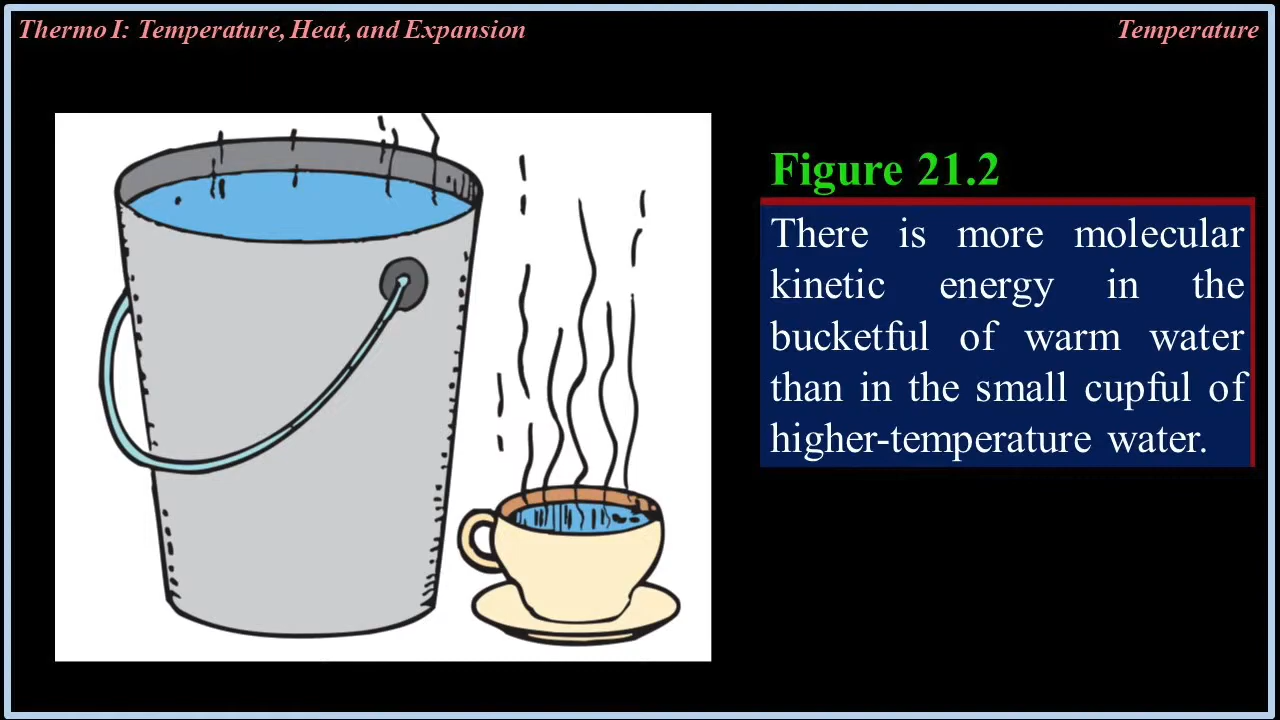 Thermo I: Temperature, Heat, and Expansion
Temperature
Figure 21.2
There is more molecular
kinetic energy in the
bucketful of warm water
than in the small cupful of
higher-temperature water.